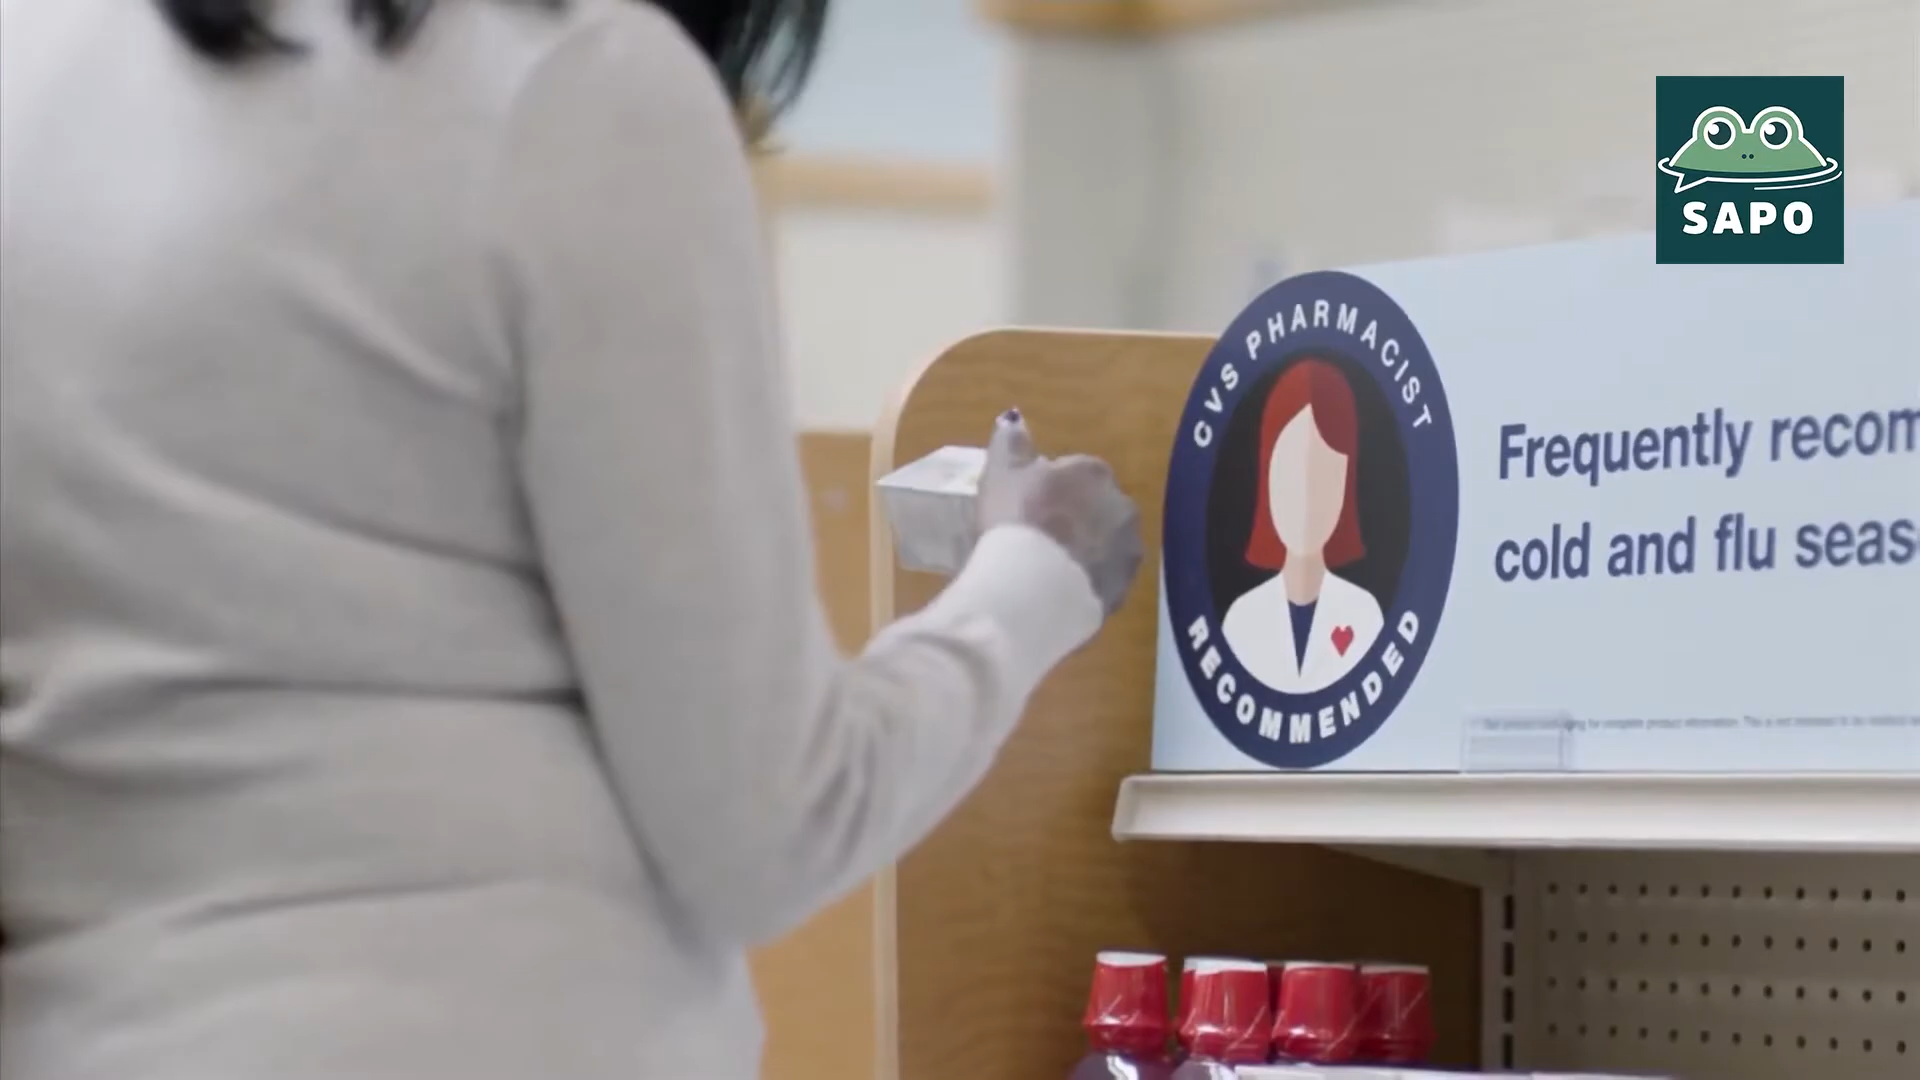 SAPO
CVS PHARMACIST
RECOMMENDED
Frequently recom
cold and flu seas